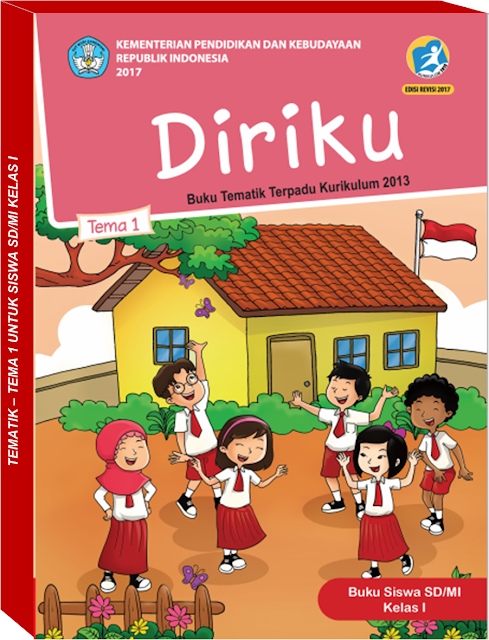 KEMENTERIAN PENDIDIKAN DAN KEBUDAYAAN
REPUBLIK INDONESIA
2017
EDISI REVISI 2017
Diriku
Buku Tematik Terpadu Kurikulum 2013
Tema 1
TEMATIK – TEMA 1 UNTUK SISWA SD/MI KELAS I
Buku Siswa SD/MI
Kelas I